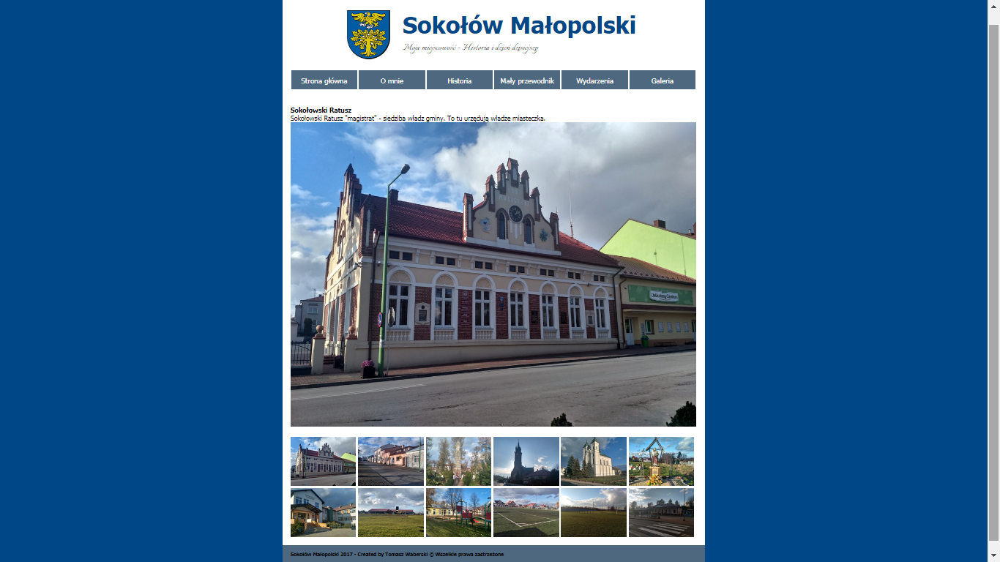 Sokołów Małopolski
Moja miejscowość - Historia i dzień dzisiejszy
Strona główna
O mnie
Historia
Mały przewodnik
Wydarzenia
Galeria
Sokołowski Ratusz
Sokołowski Ratusz "magistrat" - siedziba władz gminy. To tu urzędują władze miasteczka.
Delikatesy Centrum
Sokołów Małopolski 2017 - Created by Tomasz Waberski © Wszelkie prawa zastrzeżone